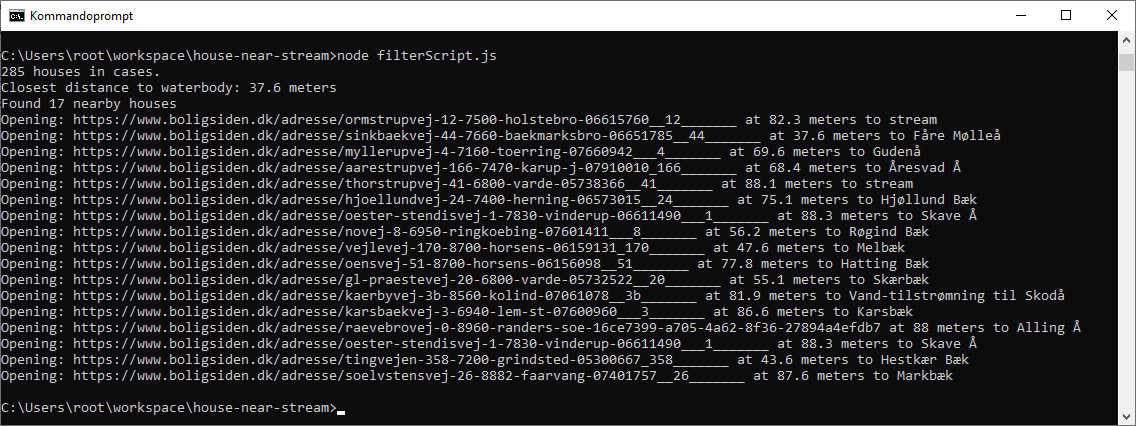 Kommandoprompt
C:\Users\root\workspace\house-near-stream>node filterScript.js
285 houses in cases.
Closest distance to waterbody: 37.6 meters
Found 17 nearby houses
Opening: https://www.boligsiden.dk/adresse/ormstrupvej-12-7500-holstebro-06615760__12_______ at 82.3 meters to stream
Opening: https://www.boligsiden.dk/adresse/sinkbaekvej-44-7660-baekmarksbro-06651785__44_______ at 37.6 meters to Fåre Mølleå
Opening: https://www.boligsiden.dk/adresse/myllerupvej-4-7160-toerring-07660942___4_______ at 69.6 meters to Gudenå
Opening: https://www.boligsiden.dk/adresse/aarestrupvej-166-7470-karup-j-07910010_166_______ at 68.4 meters to Åresvad Å
Opening: https://www.boligsiden.dk/adresse/thorstrupvej-41-6800-varde-05738366__41_______ at 88.1 meters to stream
Opening: https://www.boligsiden.dk/adresse/hjoellundvej-24-7400-herning-06573015__24_______ at 75.1 meters to Hjøllund Bæk
Opening: https://www.boligsiden.dk/adresse/oester-stendisvej-1-7830-vinderup-06611490___1_______ at 88.3 meters to Skave Å
Opening: https://www.boligsiden.dk/adresse/novej-8-6950-ringkoebing-07601411___8_______ at 56.2 meters to Røgind Bæk
Opening: https://www.boligsiden.dk/adresse/vejlevej-170-8700-horsens-06159131_170_______ at 47.6 meters to Melbæk
Opening: https://www.boligsiden.dk/adresse/oensvej-51-8700-horsens-06156098__51_______ at 77.8 meters to Hatting Bæk
Opening: https://www.boligsiden.dk/adresse/gl-praestevej-20-6800-varde-05732522__20_______ at 55.1 meters to Skærbæk
Opening: https://www.boligsiden.dk/adresse/kaerbyvej-3b-8560-kolind-07061078__3b_______ at 81.9 meters to Vand-tilstrømning til Skodå
Opening: https://www.boligsiden.dk/adresse/karsbaekvej-3-6940-lem-st-07600960___3_______ at 86.6 meters to Karsbæk
Opening: https://www.boligsiden.dk/adresse/raevebrovej-0-8960-randers-soe-16ce7399-a705-4a62-8f36-27894a4efdb7 at 88 meters to Alling Å
Opening: https://www.boligsiden.dk/adresse/oester-stendisvej-1-7830-vinderup-06611490___1_______ at 88.3 meters to Skave Å
Opening: https://www.boligsiden.dk/adresse/tingvejen-358-7200-grindsted-05300667_358_______ at 43.6 meters to Hestkær Bæk
Opening: https://www.boligsiden.dk/adresse/soelvstensvej-26-8882-faarvang-07401757__26_______ at 87.6 meters to Markbæk
C:\Users\root\workspace\house-near-stream>